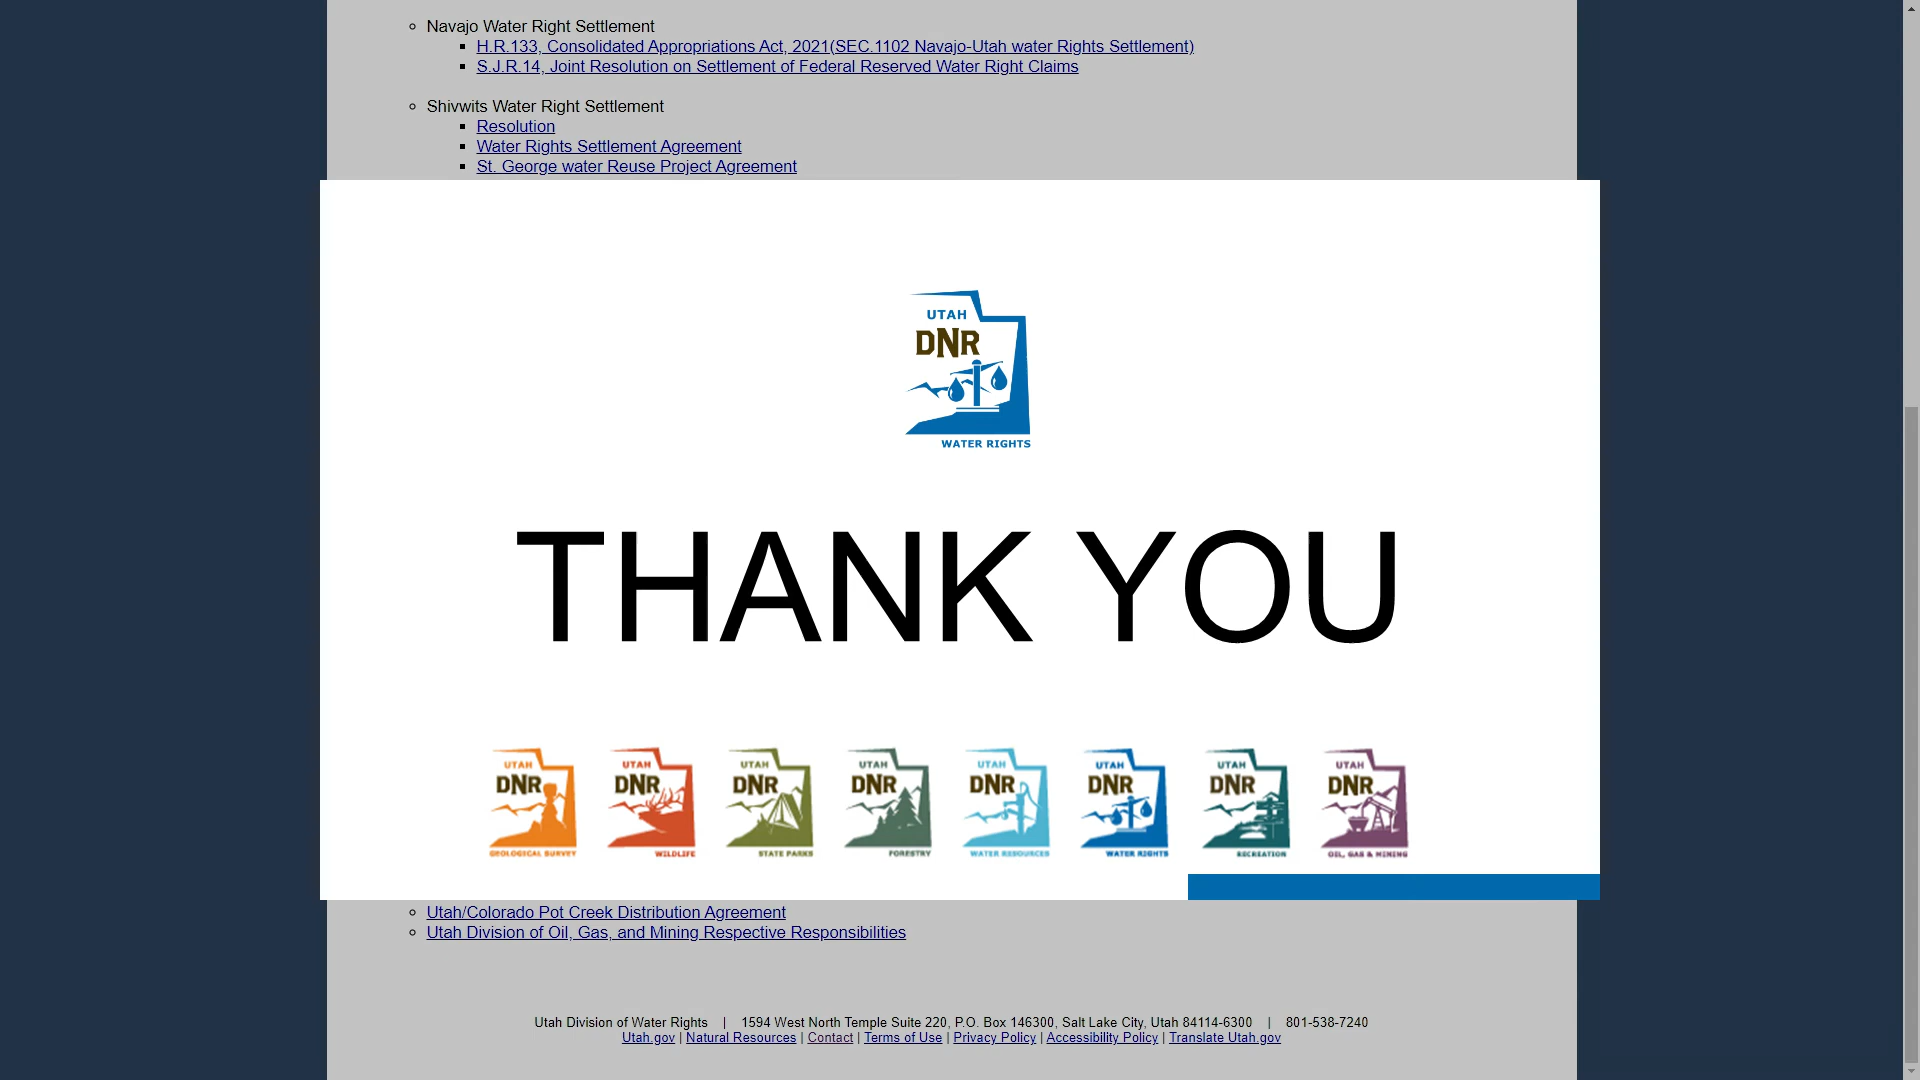 Navajo Water Right Settlement
H.R.133, Consolidated Appropriations Act, 2021(SEC.1102 Navajo-Utah water Rights Settlement)
S.J.R.14, Joint Resolution on Settlement of Federal Reserved Water Right Claims
Shivwits Water Right Settlement
Resolution
Water Rights Settlement Agreement
St. George water Reuse Project Agreement
UTAH
DNR
WATER RIGHTS
THANK YOU
UTAH DNR GEOLOGICAL SURVEY
UTAH DNR WILDLIFE
UTAH DNR STATE PARKS
UTAH DNR FORESTRY
UTAH DNR WATER RESOURCES
UTAH DNR WATER RIGHTS
UTAH DNR RECREATION
UTAH DNR OIL, GAS & MINING
Utah/Colorado Pot Creek Distribution Agreement
Utah Division of Oil, Gas, and Mining Respective Responsibilities
Utah Division of Water Rights | 1594 West North Temple Suite 220, P.O. Box 146300, Salt Lake City, Utah 84114-6300 | 801-538-7240
Utah.gov | Natural Resources | Contact | Terms of Use | Privacy Policy | Accessibility Policy | Translate Utah.gov